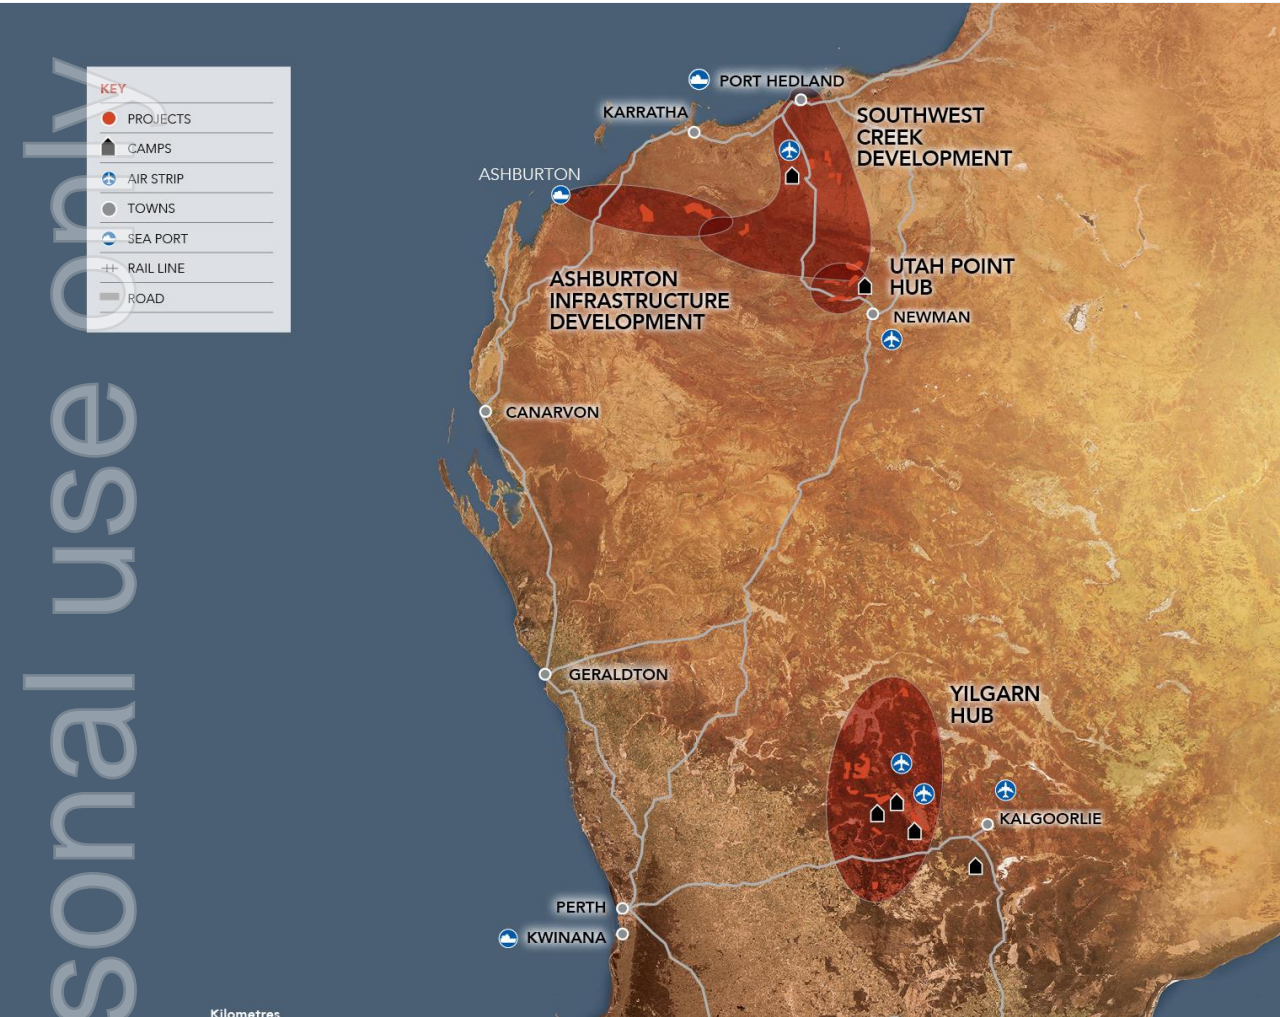 KEY
PROJECTS
CAMPS
AIR STRIP
TOWNS
SEA PORT
RAIL LINE
ROAD
sonal use only
PORT HEDLAND
KARRATHA
SOUTHWEST
CREEK
DEVELOPMENT
ASHBURTON
UTAH POINT
HUB
ASHBURTON
INFRASTRUCTURE
DEVELOPMENT
NEWMAN
CANARVON
GERALDTON
YILGARN
HUB
KALGOORLIE
PERTH
KWINANA
Kilometres